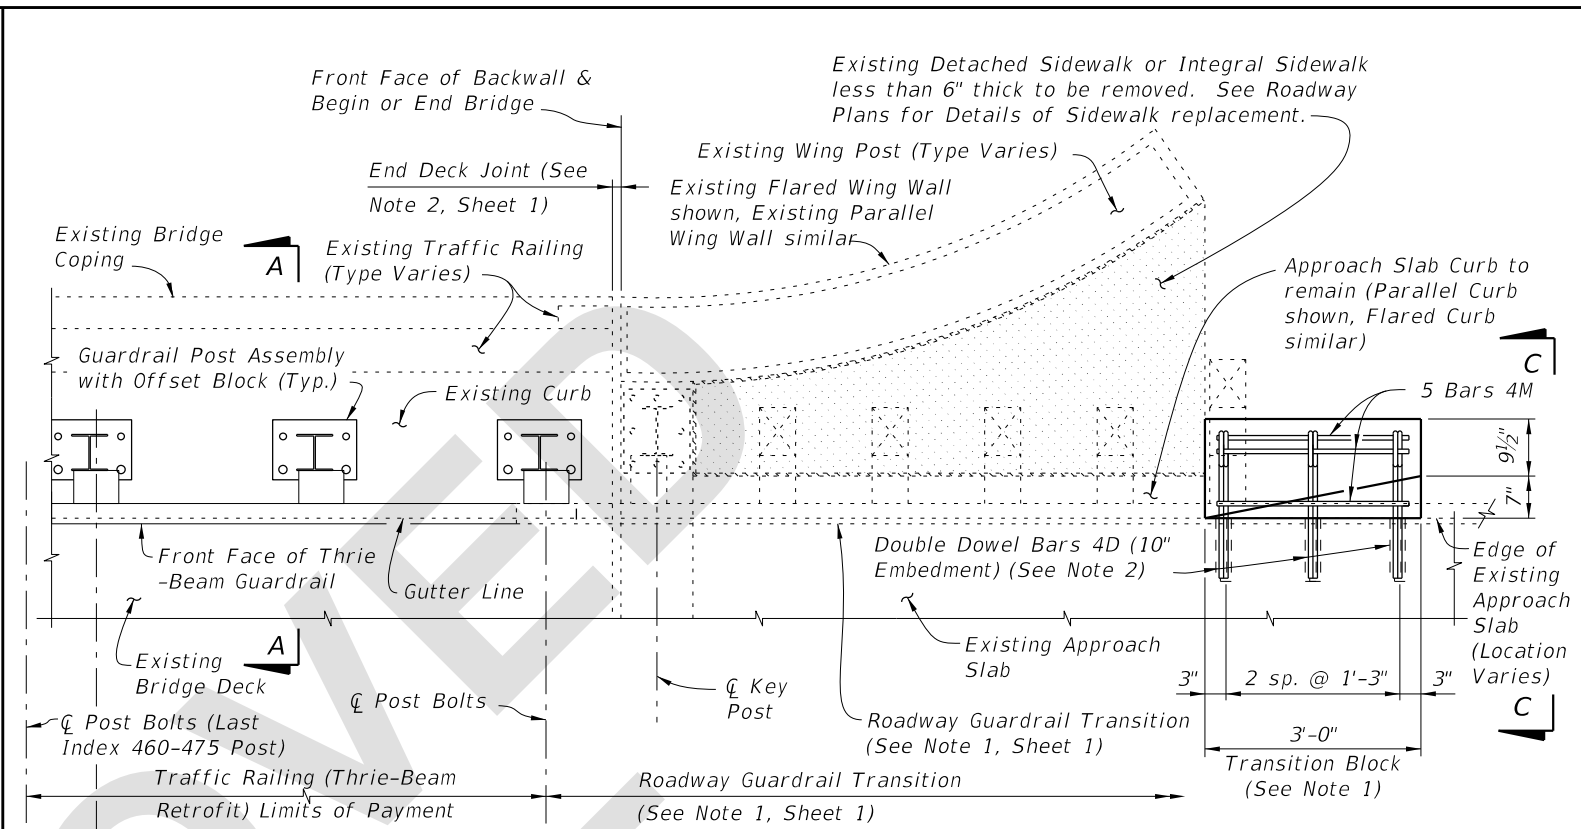 Front Face of Backwall &
Begin or End Bridge
Existing Detached Sidewalk or Integral Sidewalk
less than 6" thick to be removed. See Roadway
Plans for Details of Sidewalk replacement.
Existing Wing Post (Type Varies)
End Deck Joint (See
Note 2, Sheet 1)
Existing Flared Wing Wall
shown, Existing Parallel
Wing Wall similar
Existing Bridge
Coping
A
Existing Traffic Railing
(Type Varies)
Approach Slab Curb to
remain (Parallel Curb
shown, Flared Curb
similar)
C
Guardrail Post Assembly
with Offset Block (Typ.)
Existing Curb
5 Bars 4M
9½"
7"
Front Face of Thrie
-Beam Guardrail
Gutter Line
Double Dowel Bars 4D (10"
Embedment) (See Note 2)
Edge of
Existing
Approach
Slab
(Location
Varies)
A
Existing
Bridge Deck
Existing Approach
Slab
3"
2 sp. @ 1'-3"
3"
℄ Post Bolts (Last
Index 460-475 Post)
℄ Post Bolts
℄ Key
Post
Roadway Guardrail Transition
(See Note 1, Sheet 1)
C
3'-0"
Transition Block
(See Note 1)
Traffic Railing (Thrie-Beam
Retrofit) Limits of Payment
Roadway Guardrail Transition
(See Note 1, Sheet 1)
OVED